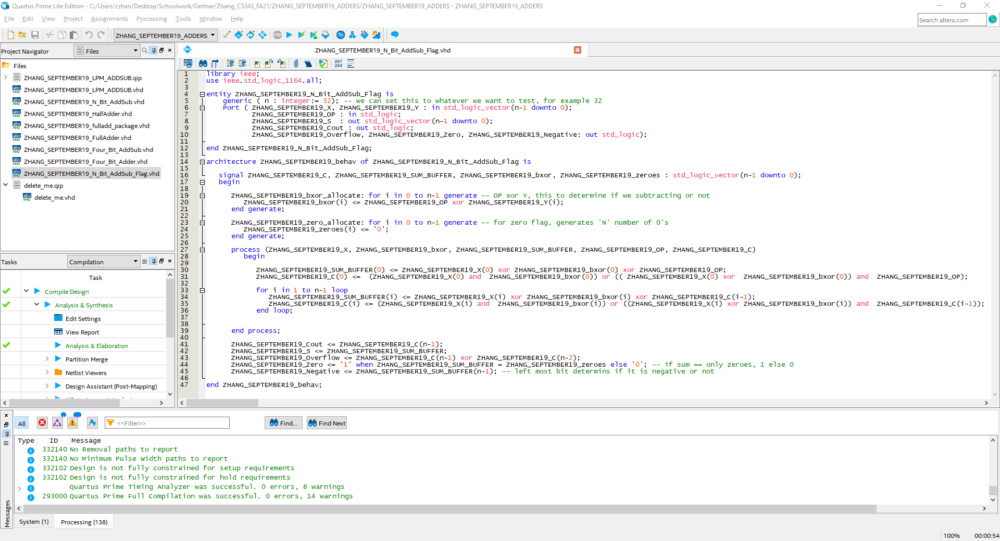 Quartus Prime Lite Edition - C:/Users/czhan/Desktop/Schoolwork/Gertner/Zhang_CS343_FA21/ZHANG_SEPTEMBER19_ADDERS/ZHANG_SEPTEMBER19_ADDERS - ZHANG_SEPTEMBER19_ADDERS
File Edit View Project Assignments Processing Tools Window Help
Search altera.com
ZHANG_SEPTEMBER19_ADDERS
STOP
Project Navigator
Files
Files
ZHANG_SEPTEMBER19_LPM_ADDSUB.qip
ZHANG_SEPTEMBER19_LPM_ADDSUB.vhd
ZHANG_SEPTEMBER19_N_Bit_AddSub.vhd
ZHANG_SEPTEMBER19_HalfAdder.vhd
ZHANG_SEPTEMBER19_fulladd_package.vhd
ZHANG_SEPTEMBER19_FullAdder.vhd
ZHANG_SEPTEMBER19_Four_Bit_AddSub.vhd
ZHANG_SEPTEMBER19_Four_Bit_Adder.vhd
ZHANG_SEPTEMBER19_N_Bit_AddSub_Flag.vhd
delete_me.qip
delete_me.vhd
Tasks
Compilation
Task
Compile Design
Analysis & Synthesis
Edit Settings
View Report
Analysis & Elaboration
Partition Merge
Netlist Viewers
Design Assistant (Post-Mapping)
ZHANG_SEPTEMBER19_N_Bit_AddSub_Flag.vhd
267
268
1 library ieee;
2 use ieee.std_logic_1164.all;
3
4 entity ZHANG_SEPTEMBER19_N_Bit_AddSub_Flag is
5 generic ( n : integer:= 32); -- we can set this to whatever we want to test, for example 32
6 Port ( ZHANG_SEPTEMBER19_X, ZHANG_SEPTEMBER19_Y : in std_logic_vector(n-1 downto 0);
7 ZHANG_SEPTEMBER19_OP : in std_logic;
8 ZHANG_SEPTEMBER19_S  : out std_logic_vector(n-1 downto 0);
9 ZHANG_SEPTEMBER19_Cout : out std_logic;
10 ZHANG_SEPTEMBER19_Overflow, ZHANG_SEPTEMBER19_Zero, ZHANG_SEPTEMBER19_Negative: out std_logic);
11
12 end ZHANG_SEPTEMBER19_N_Bit_AddSub_Flag;
13
14 architecture ZHANG_SEPTEMBER19_behav of ZHANG_SEPTEMBER19_N_Bit_AddSub_Flag is
15
16 signal ZHANG_SEPTEMBER19_C, ZHANG_SEPTEMBER19_SUM_BUFFER, ZHANG_SEPTEMBER19_bxor, ZHANG_SEPTEMBER19_zeroes : std_logic_vector(n-1 downto 0);
17 begin
18
19 ZHANG_SEPTEMBER19_bxor_allocate: for i in 0 to n-1 generate -- OP xor Y, this to determine if we subtracting or not
20 ZHANG_SEPTEMBER19_bxor(i) <= ZHANG_SEPTEMBER19_OP xor ZHANG_SEPTEMBER19_Y(i);
21 end generate;
22
23 ZHANG_SEPTEMBER19_zero_allocate: for i in 0 to n-1 generate -- for zero flag, generates 'N' number of 0's
24 ZHANG_SEPTEMBER19_zeroes(i) <= '0';
25 end generate;
26
27 process (ZHANG_SEPTEMBER19_X, ZHANG_SEPTEMBER19_bxor, ZHANG_SEPTEMBER19_SUM_BUFFER, ZHANG_SEPTEMBER19_OP, ZHANG_SEPTEMBER19_C)
28 begin
29
30 ZHANG_SEPTEMBER19_SUM_BUFFER(0) <= ZHANG_SEPTEMBER19_X(0) xor ZHANG_SEPTEMBER19_bxor(0) xor ZHANG_SEPTEMBER19_OP;
31 ZHANG_SEPTEMBER19_C(0) <=  (ZHANG_SEPTEMBER19_X(0) and  ZHANG_SEPTEMBER19_bxor(0)) or (( ZHANG_SEPTEMBER19_X(0) xor  ZHANG_SEPTEMBER19_bxor(0)) and  ZHANG_SEPTEMBER19_OP);
32
33 for i in 1 to n-1 loop
34 ZHANG_SEPTEMBER19_SUM_BUFFER(i) <= ZHANG_SEPTEMBER19_X(i) xor ZHANG_SEPTEMBER19_bxor(i) xor ZHANG_SEPTEMBER19_C(i-1);
35 ZHANG_SEPTEMBER19_C(i) <= (ZHANG_SEPTEMBER19_X(i) and  ZHANG_SEPTEMBER19_bxor(i)) or ((ZHANG_SEPTEMBER19_X(i) xor ZHANG_SEPTEMBER19_bxor(i)) and  ZHANG_SEPTEMBER19_C(i-1));
36 end loop;
37
38
39 end process;
40
41 ZHANG_SEPTEMBER19_Cout <= ZHANG_SEPTEMBER19_C(n-1);
42 ZHANG_SEPTEMBER19_S <= ZHANG_SEPTEMBER19_SUM_BUFFER;
43 ZHANG_SEPTEMBER19_Overflow <= ZHANG_SEPTEMBER19_C(n-1) xor ZHANG_SEPTEMBER19_C(n-2);
44 ZHANG_SEPTEMBER19_Zero <= '1' when ZHANG_SEPTEMBER19_SUM_BUFFER = ZHANG_SEPTEMBER19_zeroes else '0'; -- if sum == only zeroes, 1 else 0
45 ZHANG_SEPTEMBER19_Negative <= ZHANG_SEPTEMBER19_SUM_BUFFER(n-1); -- left most bit determins if it is negative or not
46
47 end ZHANG_SEPTEMBER19_behav;
All
<<Filter>>
Find...
Find Next
Type ID Message
332140 No Removal paths to report
332140 No Minimum Pulse Width paths to report
332102 Design is not fully constrained for setup requirements
332102 Design is not fully constrained for hold requirements
Quartus Prime Timing Analyzer was successful. 0 errors, 6 warnings
293000 Quartus Prime Full Compilation was successful. 0 errors, 14 warnings
Messages
System (1)
Processing (138)
100% 00:00:54